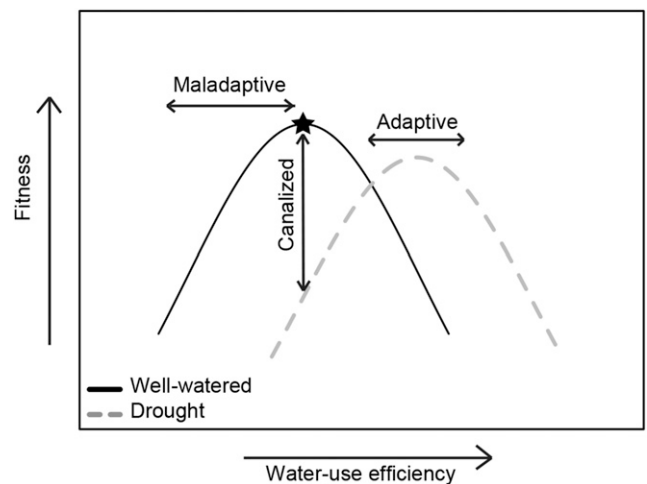 Maladaptive
Adaptive
Fitness
Canalized
Well-watered
Drought
Water-use efficiency